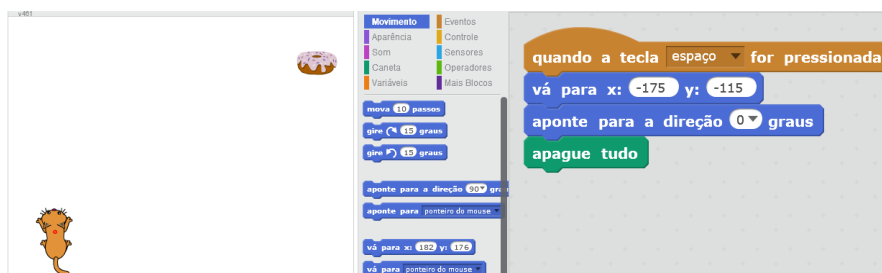 v461
Movimento Eventos
Aparência Controle
Som Sensores
Caneta Operadores
Variáveis Mais Blocos
mova 10 passos
gire 15 graus
gire 15 graus
aponte para a direção 90 grau
aponte para ponteiro do mouse
vá para x: 182 y: 176
vá para ponteiro do mouse
quando a tecla espaço for pressionada
vá para x: -175 y: -115
aponte para a direção 0 graus
apague tudo